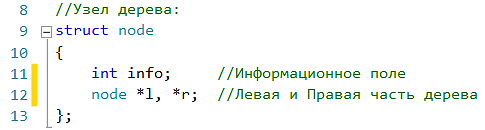 8 //Узел дерева:
9 struct node
10 {
11 int info; //Информационное поле
12 node *l, *r; //Левая и Правая часть дерева
13 };